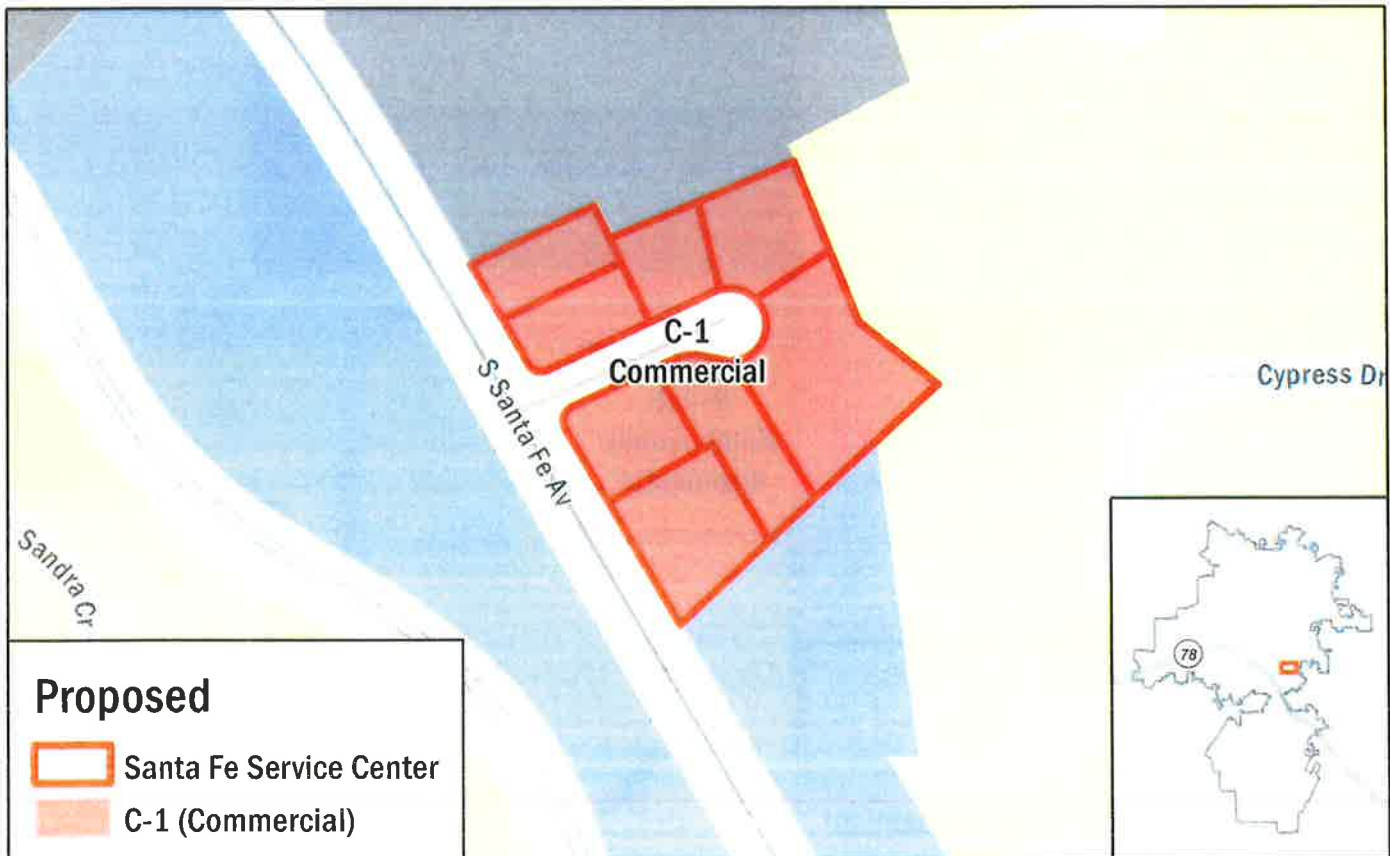 C-1
Commercial
S Santa Fe Av
Cypress Dr
Sandra Cr
78
Proposed
Santa Fe Service Center
C-1 (Commercial)